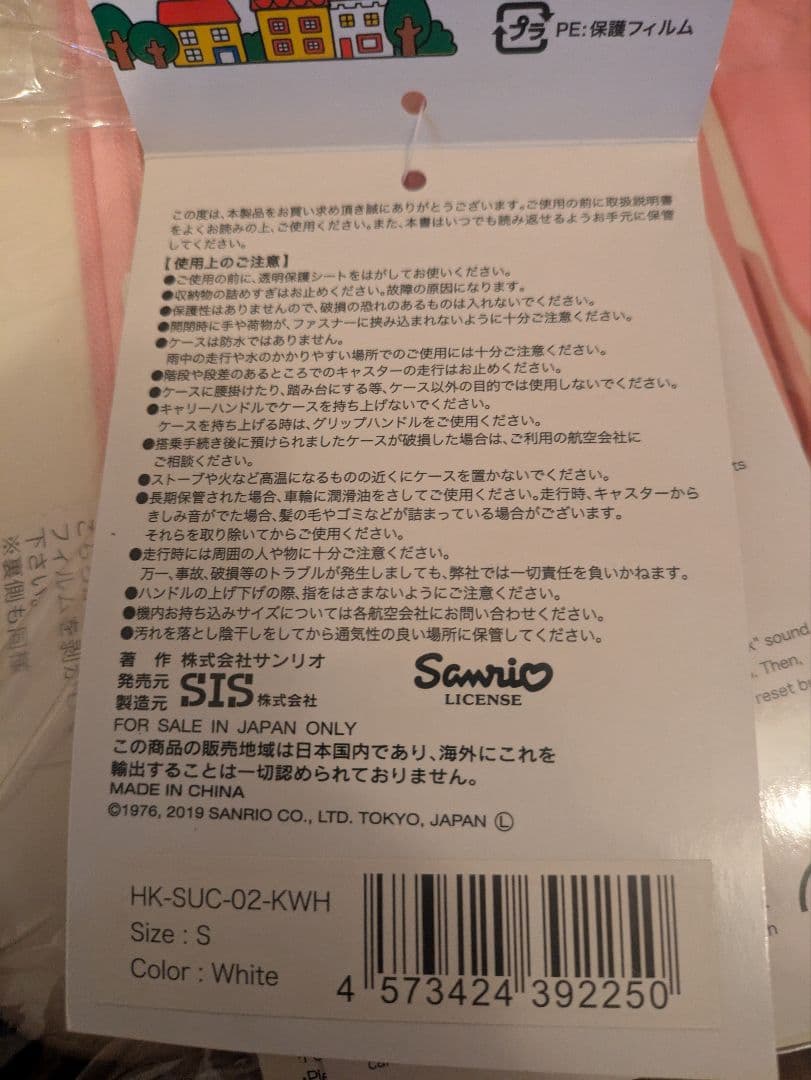 プラ PE:保護フィルム
この度は、本製品をお買い求め頂き誠にありがとうございます。ご使用の前に取扱説明書
をよくお読みの上、ご使用ください。また、本書はいつでも読み返せるようお手元に保管
してください。
【使用上のご注意】
●ご使用の前に、透明保護シートをはがしてお使いください。
●収納物の詰めすぎはお止めください。故障の原因になります。
●保護性はありませんので、破損の恐れのあるものは入れないでください。
●開閉時に手や荷物が、ファスナーに挟み込まれないように十分ご注意ください。
●ケースは防水ではありません。
雨中の走行や水のかかりやすい場所でのご使用には十分ご注意ください。
●階段や段差のあるところでのキャスターの走行はお止めください。
●ケースに腰掛けたり、踏み台にする等、ケース以外の目的では使用しないでください。
●キャリーハンドルでケースを持ち上げないでください。
ケースを持ち上げる時は、グリップハンドルをご使用ください。
●搭乗手続き後に預けられましたケースが破損した場合は、ご利用の航空会社に
ご相談ください。
●ストーブや火など高温になるものの近くにケースを置かないでください。
●長期保管された場合、車輪に潤滑油をさしてご使用ください。走行時、キャスターから
きしみ音がでた場合、髪の毛やゴミなどが詰まっている場合がございます。
それらを取り除いてからご使用ください。
●走行時には周囲の人や物に十分ご注意ください。
万一、事故、破損等のトラブルが発生しましても、弊社では一切責任を負いかねます。
●ハンドルの上げ下げの際、指をはさまないようにご注意ください。
●機内お持ち込みサイズについては各航空会社にお問い合わせください。
●汚れを落とし陰干しをしてから通気性の良い場所に保管してください。
著 作 株式会社サンリオ
発売元
製造元 SIS 株式会社
Sanrio
LICENSE
FOR SALE IN JAPAN ONLY
この商品の販売地域は日本国内であり、海外にこれを
輸出することは一切認められておりません。
MADE IN CHINA
©1976, 2019 SANRIO CO., LTD. TOKYO, JAPAN Ⓛ
HK-SUC-02-KWH
Size : S
Color : White
4 573424 392250
フィルムを剥が
下さい。
※裏側も同様
ts
" sound
. Then,
reset b